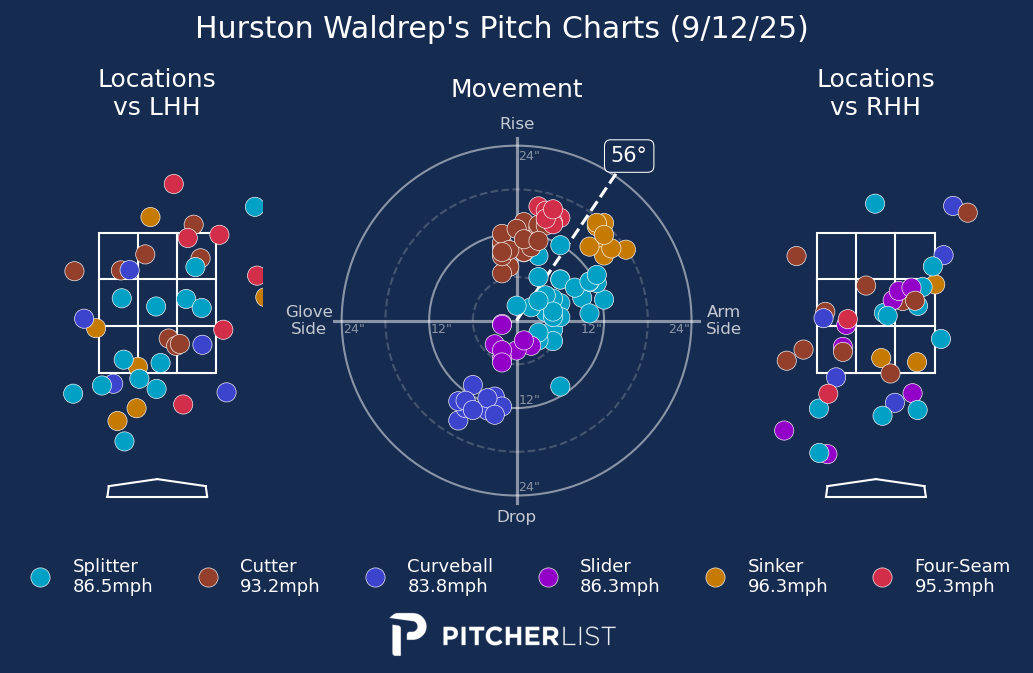 Hurston Waldrep's Pitch Charts (9/12/25)
Locations
vs LHH
Movement
Locations
vs RHH
Rise
24"
56°
Glove
Side
24"
12"
12"
24"
Arm
Side
12"
24"
Drop
Splitter
86.5mph
Cutter
93.2mph
Curveball
83.8mph
Slider
86.3mph
Sinker
96.3mph
Four-Seam
95.3mph
PITCHERLIST